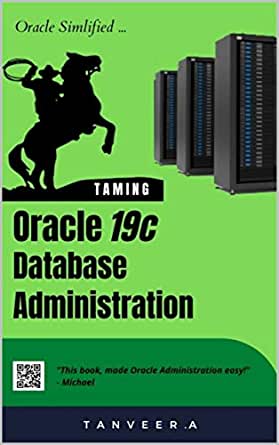 Oracle Simlified ...
TAMING
Oracle 19c
Database
Administration
"This book, made Oracle Administration easy!"
- Michael
TANVEER.A